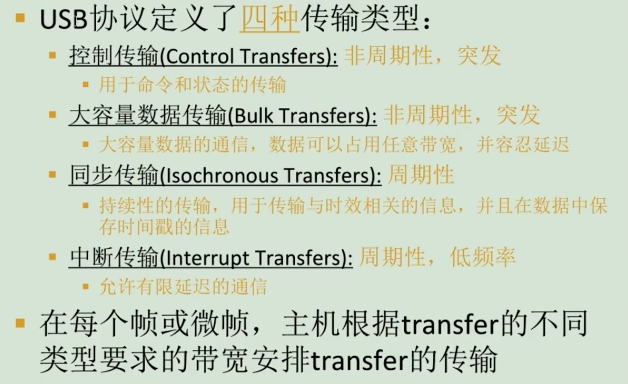 USB协议定义了四种传输类型：
控制传输(Control Transfers): 非周期性，突发
用于命令和状态的传输
大容量数据传输(Bulk Transfers): 非周期性，突发
大容量数据的通信，数据可以占用任意带宽，并容忍延迟
同步传输(Isochronous Transfers): 周期性
持续性的传输，用于传输与时效相关的信息，并且在数据中保
存时间戳的信息
中断传输(Interrupt Transfers): 周期性，低频率
允许有限延迟的通信
在每个帧或微帧，主机根据transfer的不同
类型要求的带宽安排transfer的传输